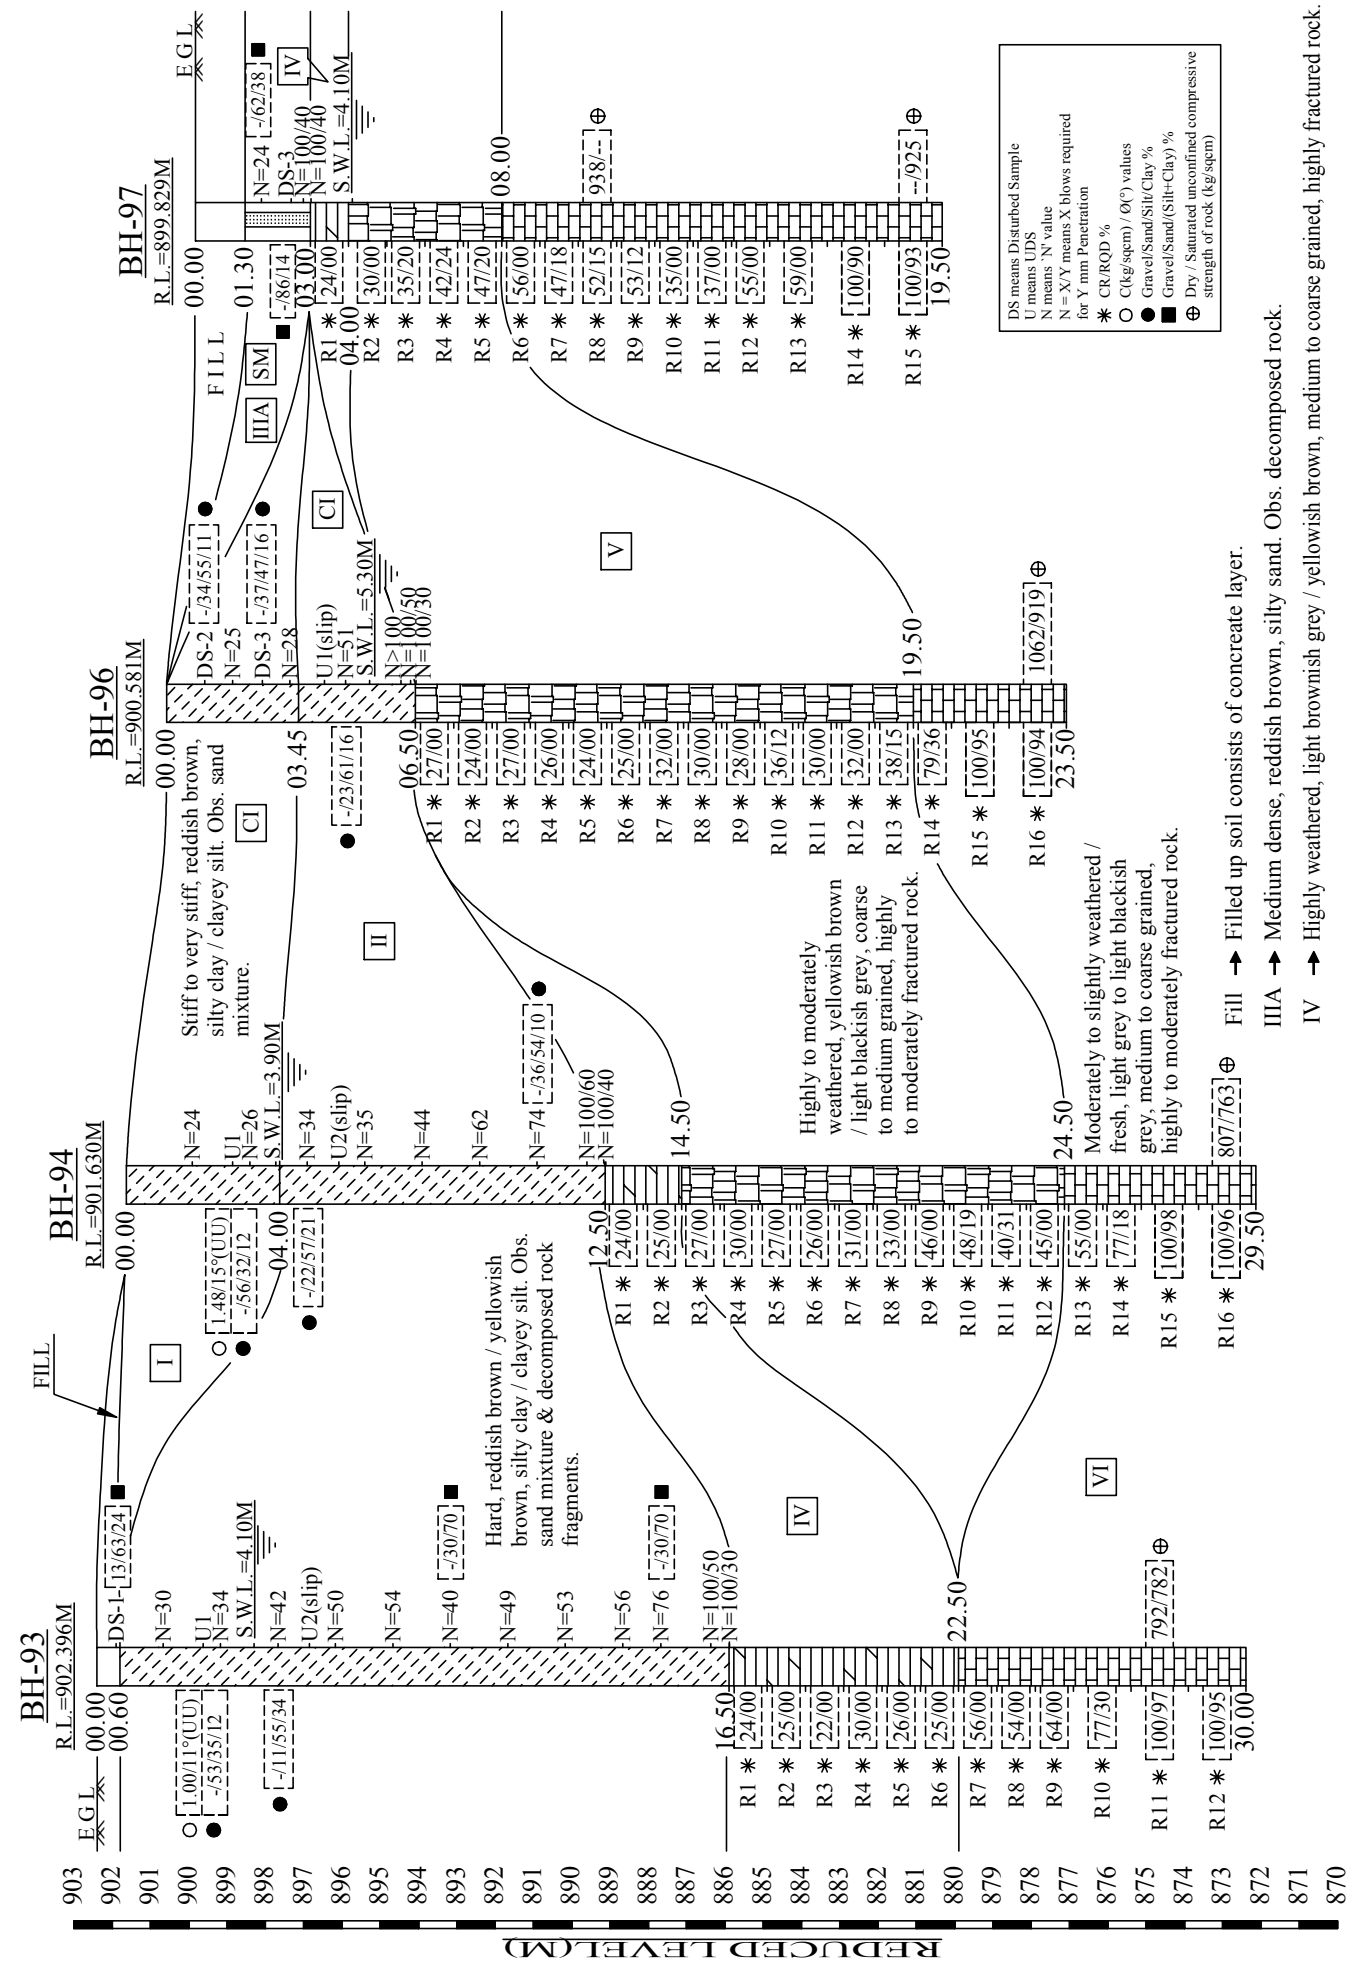 BH-93
R.L.=902.396M
BH-94
R.L.=901.630M
BH-96
R.L.=900.581M
BH-97
R.L.=899.829M
REDUCED LEVEL(M)
903
902
901
900
899
898
897
896
895
894
893
892
891
890
889
888
887
886
885
884
883
882
881
880
879
878
877
876
875
874
873
872
871
870
E G L
00.00
00.60
1.00/11°(UU)
-/53/35/12
-/11/55/34
16.50
R1 24/00
R2 25/00
R3 22/00
R4 30/00
R5 26/00
R6 25/00
R7 56/00
R8 54/00
R9 64/00
R10 77/30
R11 100/97
R12 100/95
30.00
DS-1 13/63/24
N=30
U1
N=34
S.W.L.=4.10M
N=42
U2(slip)
N=50
N=54
N=40 -/30/70
N=49
N=53
N=56
N=76 -/30/70
N=100/50
N=100/30
22.50
792/782
FILL
I
Hard, reddish brown / yellowish
brown, silty clay / clayey silt. Obs.
sand mixture & decomposed rock
fragments.
IV
VI
00.00
1.48/15°(UU)
-/56/32/12
04.00
-/22/57/21
12.50
R1 24/00
R2 25/00
R3 27/00
R4 30/00
R5 27/00
R6 26/00
R7 31/00
R8 33/00
R9 46/00
R10 48/19
R11 40/31
R12 45/00
R13 55/00
R14 77/18
R15 100/98
R16 100/96
29.50
N=24
U1
N=26
S.W.L.=3.90M
N=34
U2(slip)
N=35
N=44
N=62
N=74 -/36/54/10
N=100/60
N=100/40
14.50
24.50
807/763
Stiff to very stiff, reddish brown,
silty clay / clayey silt. Obs. sand
mixture.
CI
II
Highly to moderately
weathered, yellowish brown
/ light blackish grey, coarse
to medium grained, highly
to moderately fractured rock.
Moderately to slightly weathered /
fresh, light grey to light blackish
grey, medium to coarse grained,
highly to moderately fractured rock.
00.00
03.45
-/23/61/16
06.50
R1 27/00
R2 24/00
R3 27/00
R4 26/00
R5 24/00
R6 25/00
R7 32/00
R8 30/00
R9 28/00
R10 36/12
R11 30/00
R12 32/00
R13 38/15
R14 79/36
R15 100/95
R16 100/94
23.50
DS-2 -/34/55/11
N=25
DS-3 -/37/47/16
N=28
U1(slip)
N=51
S.W.L.=5.30M
N>100
N=100/50
N=100/30
19.50
1062/919
F I L L
IIIA
SM
CI
V
00.00
01.30
-/86/14
03.00
R1 24/00
04.00
R2 30/00
R3 35/20
R4 42/24
R5 47/20
R6 56/00
R7 47/18
R8 52/15
R9 53/12
R10 35/00
R11 37/00
R12 55/00
R13 59/00
R14 100/90
R15 100/93
19.50
E G L
N=24 -/62/38
DS-3
N=100/40
N=100/40
IV
S.W.L.=4.10M
08.00
938/--
--/925
DS means Disturbed Sample
U means UDS
N means 'N' value
N = X/Y means X blows required
for Y mm Penetration
CR/RQD %
C(kg/sqcm) / Ø(°) values
Gravel/Sand/Silt/Clay %
Gravel/Sand/(Silt+Clay) %
Dry / Saturated unconfined compressive
strength of rock (kg/sqcm)
Fill → Filled up soil consists of concreate layer.
IIIA → Medium dense, reddish brown, silty sand. Obs. decomposed rock.
IV → Highly weathered, light brownish grey / yellowish brown, medium to coarse grained, highly fractured rock.